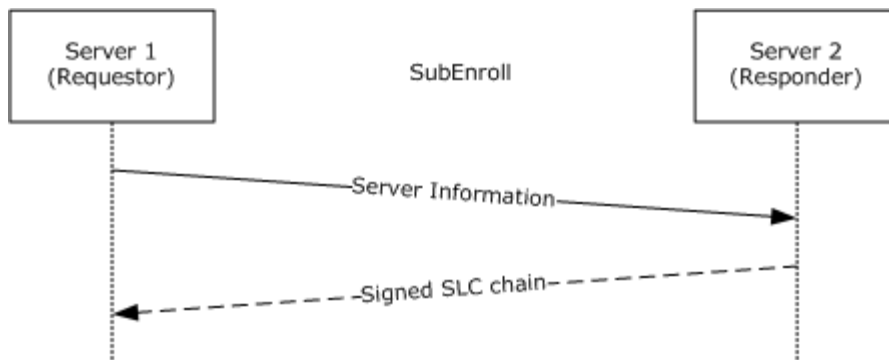 Server 1
(Requestor)
SubEnroll
Server 2
(Responder)
Server Information
Signed SLC chain